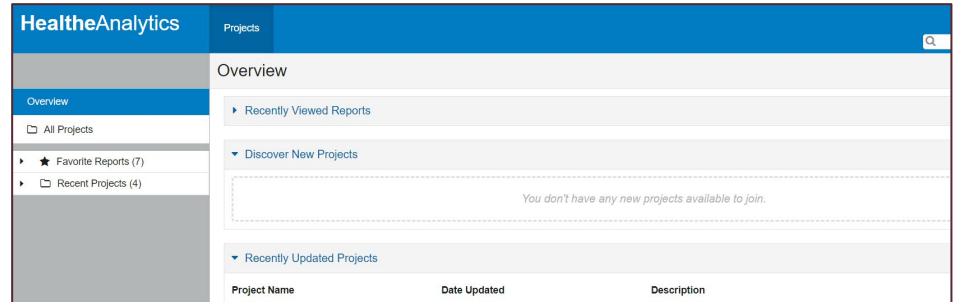 HealtheAnalytics
Projects
Overview
Overview
All Projects
Favorite Reports (7)
Recent Projects (4)
Recently Viewed Reports
Discover New Projects
You don't have any new projects available to join.
Recently Updated Projects
Project Name Date Updated Description